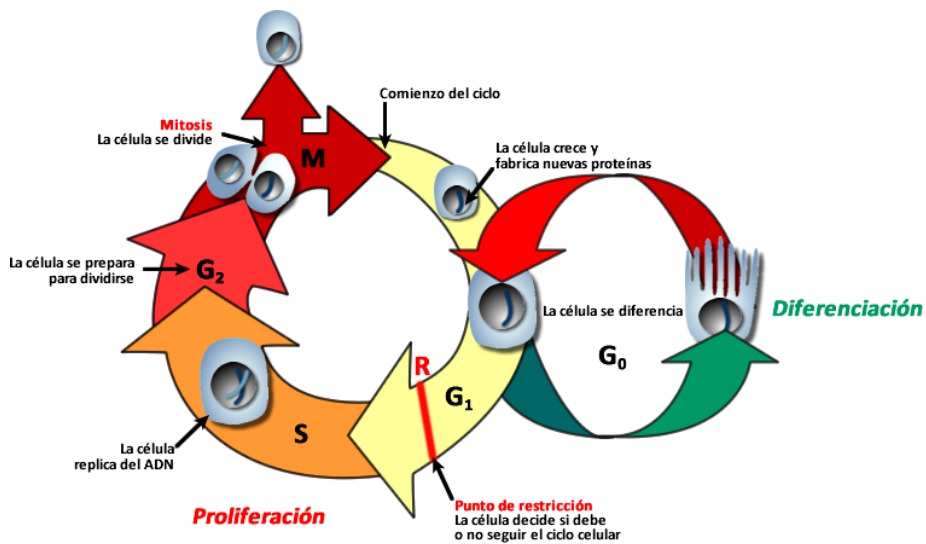 Comienzo del ciclo
Mitosis
La célula se divide
M
La célula crece y
fabrica nuevas proteínas
La célula se prepara
para dividirse
G2
La célula se diferencia
Diferenciación
G0
R
G1
S
La célula
replica del ADN
Punto de restricción
La célula decide si debe
o no seguir el ciclo celular
Proliferación